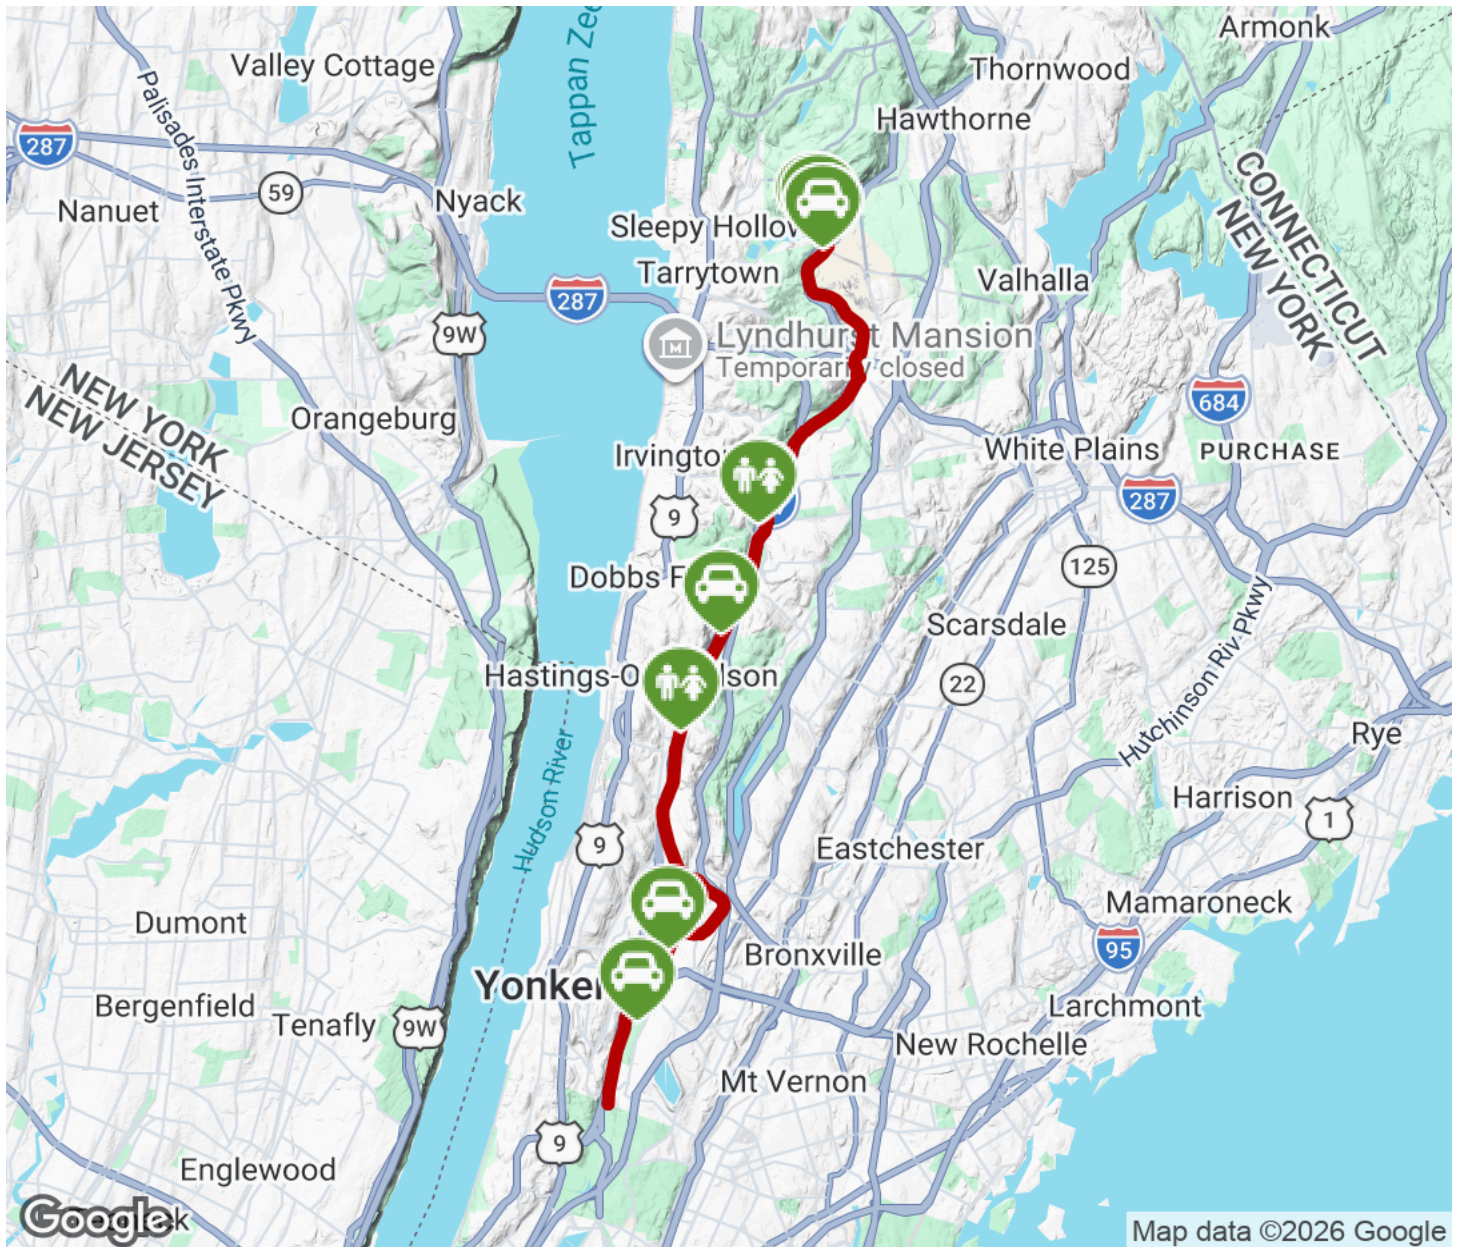 Armonk
Valley Cottage
Thornwood
Tappan Zee
Palisades Interstate Pkwy
Hawthorne
287
59
Nanuet
Nyack
CONNECTICUT
NEW YORK
Sleepy Hollow
Tarrytown
Valhalla
287
9W
Lyndhurst Mansion
Temporarily closed
NEW YORK
NEW JERSEY
684
Orangeburg
Irvington
White Plains
PURCHASE
287
9
125
Dobbs F
Scarsdale
Hutchinson Riv Pkwy
Hastings-O lson
22
Rye
Hudson River
Harrison
1
9
Eastchester
Mamaroneck
Dumont
95
Bronxville
Yonker
Bergenfield
Larchmont
Tenafly
9W
New Rochelle
Mt Vernon
9
Englewood
Google
Map data ©2026 Google